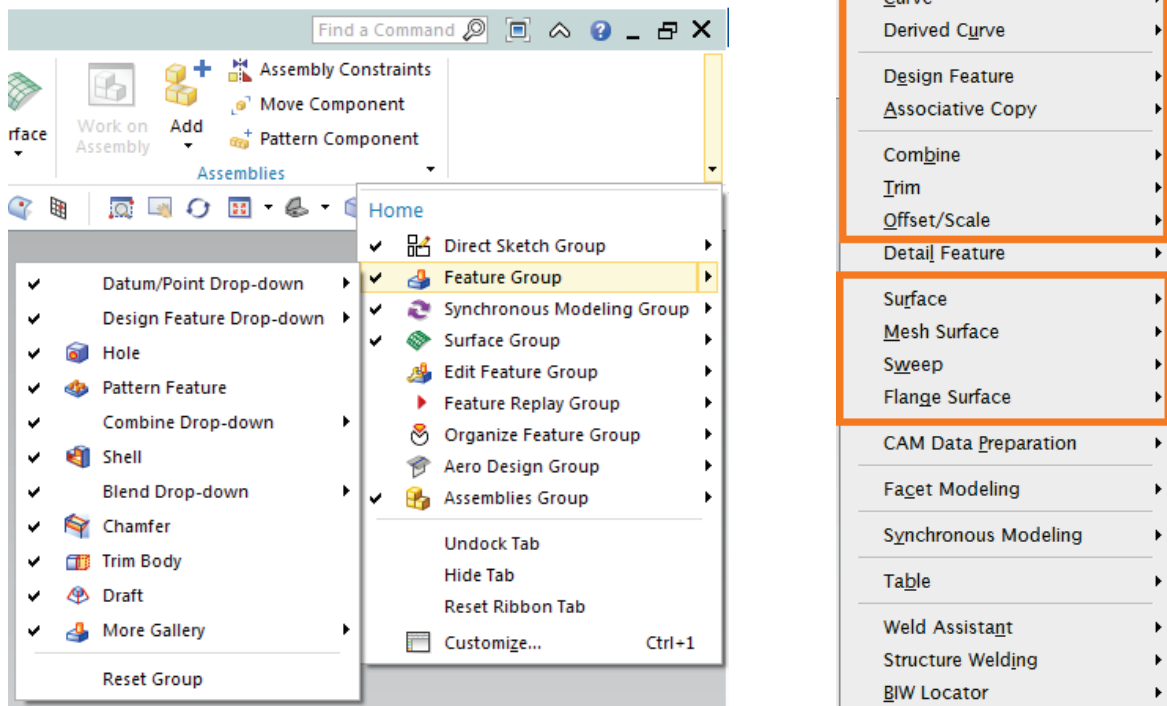 Find a Command
Assembly Constraints
Move Component
Pattern Component
rface
Work on
Assembly
Add
Assemblies
Home
Direct Sketch Group
Feature Group
Synchronous Modeling Group
Surface Group
Edit Feature Group
Feature Replay Group
Organize Feature Group
Aero Design Group
Assemblies Group
Undock Tab
Hide Tab
Reset Ribbon Tab
Customize... Ctrl+1
Datum/Point Drop-down
Design Feature Drop-down
Hole
Pattern Feature
Combine Drop-down
Shell
Blend Drop-down
Chamfer
Trim Body
Draft
More Gallery
Reset Group
Curve
Derived Curve
Design Feature
Associative Copy
Combine
Trim
Offset/Scale
Detail Feature
Surface
Mesh Surface
Sweep
Flange Surface
CAM Data Preparation
Facet Modeling
Synchronous Modeling
Table
Weld Assistant
Structure Welding
BIW Locator